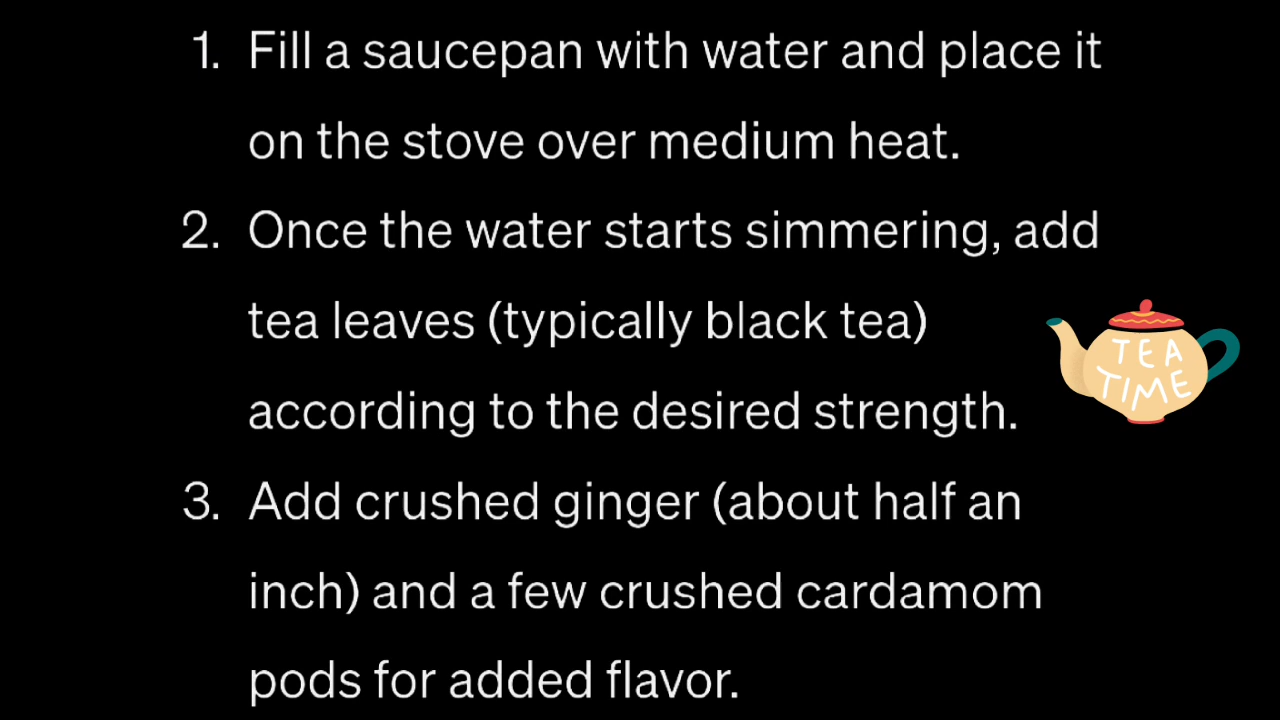 1. Fill a saucepan with water and place it
on the stove over medium heat.
2. Once the water starts simmering, add
tea leaves (typically black tea)
according to the desired strength.
TEA
TIME
3. Add crushed ginger (about half an
inch) and a few crushed cardamom
pods for added flavor.